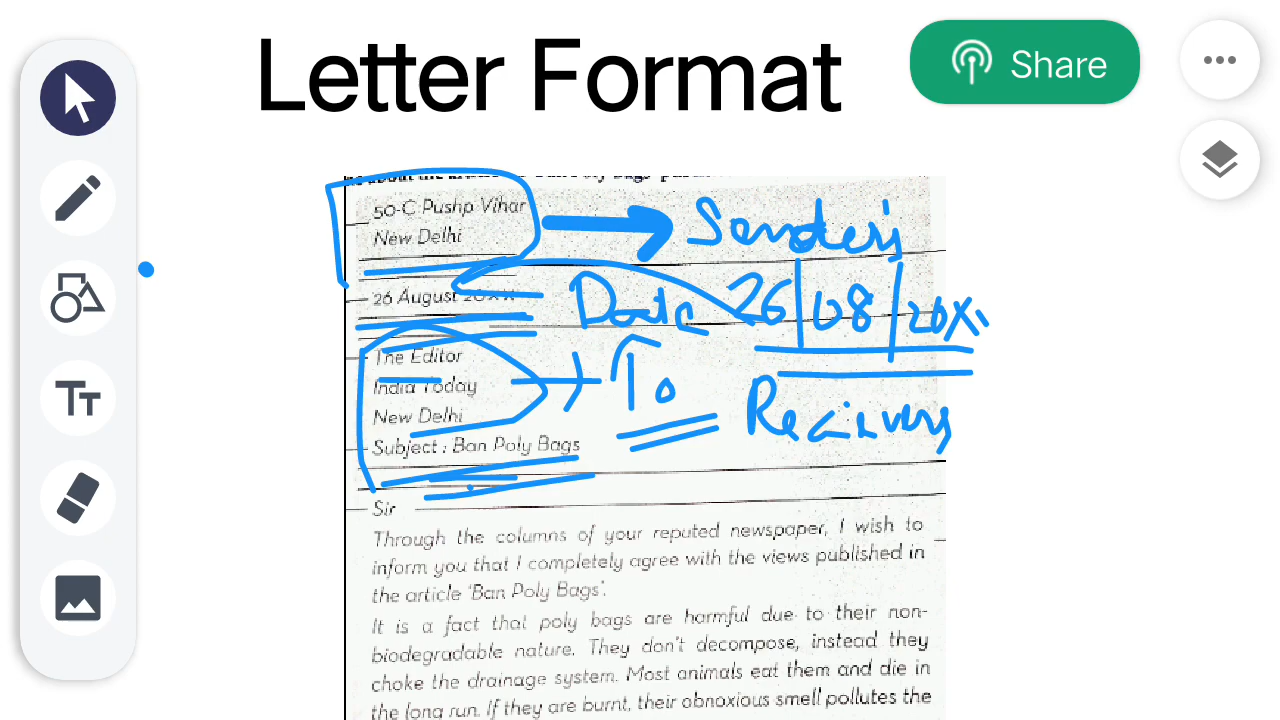 Letter Format
Share
50-C Pushp Vihar
New Delhi
Sender's
26 August 20XX
Date 26/08/20XX
The Editor
India Today
To
New Delhi
Recievers
Subject : Ban Poly Bags
Sir
Through the columns of your reputed newspaper, I wish to
inform you that I completely agree with the views published in
the article 'Ban Poly Bags'.
It is a fact that poly bags are harmful due to their non-
biodegradable nature. They don't decompose, instead they
choke the drainage system. Most animals eat them and die in
the long run. If they are burnt, their obnoxious smell pollutes the